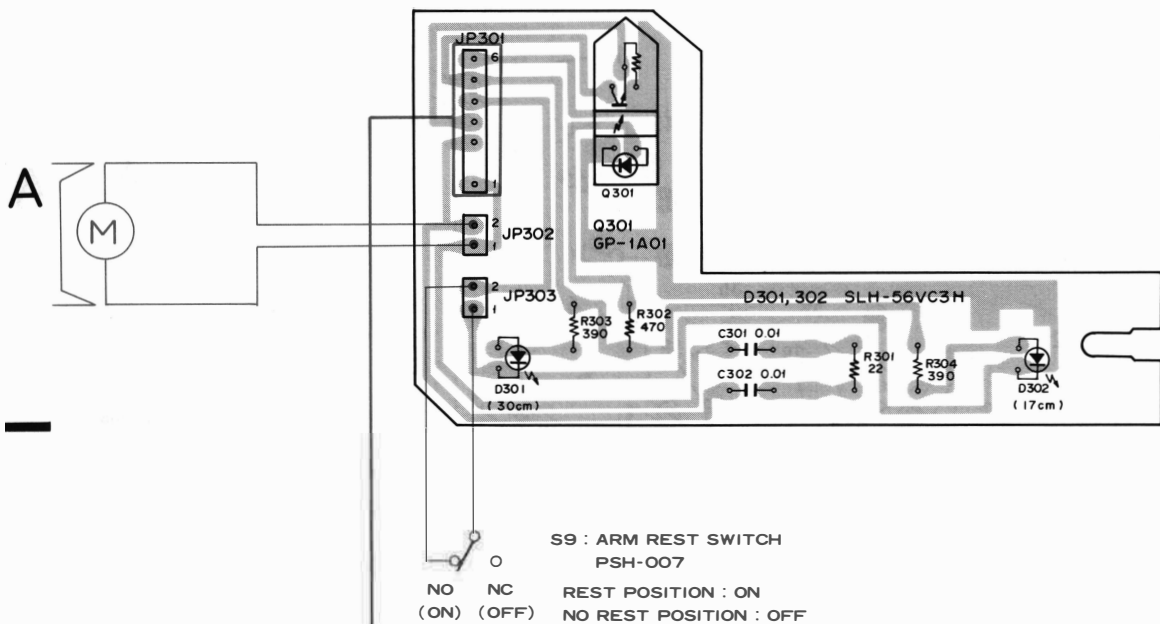 JP301
6
1
A
M
Q301
Q301
GP-1A01
2
1
JP302
2
1
JP303
D301, 302 SLH-56VC3H
R303
390
R302
470
C301 0.01
C302 0.01
R301
22
R304
390
D301
(30cm)
D302
(17cm)
S9 : ARM REST SWITCH
PSH-007
NO NC REST POSITION : ON
(ON) (OFF) NO REST POSITION : OFF